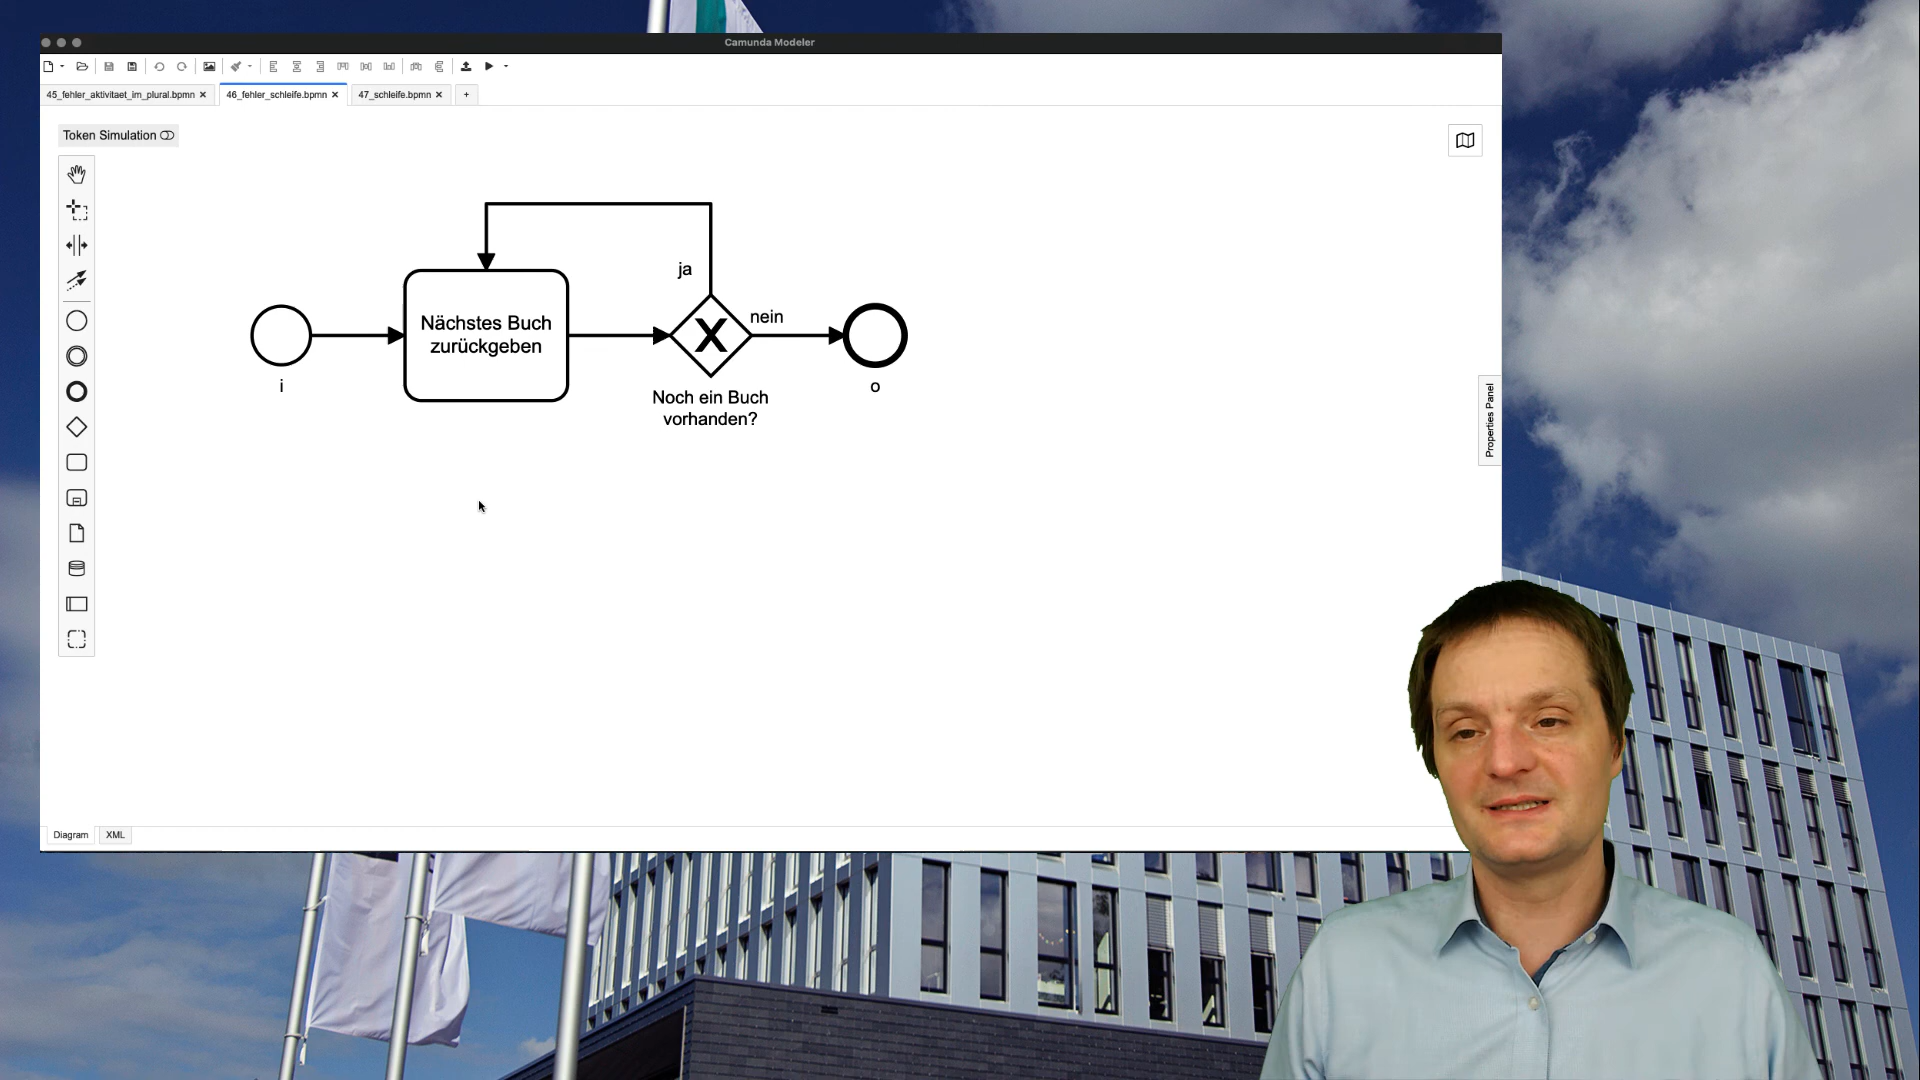 Camunda Modeler
45_fehler_aktivitaet_im_plural.bpmn
46_fehler_schleife.bpmn
47_schleife.bpmn
Token Simulation
ja
Nächstes Buch
zurückgeben
nein
i
o
Noch ein Buch
vorhanden?
Properties Panel
Diagram
XML